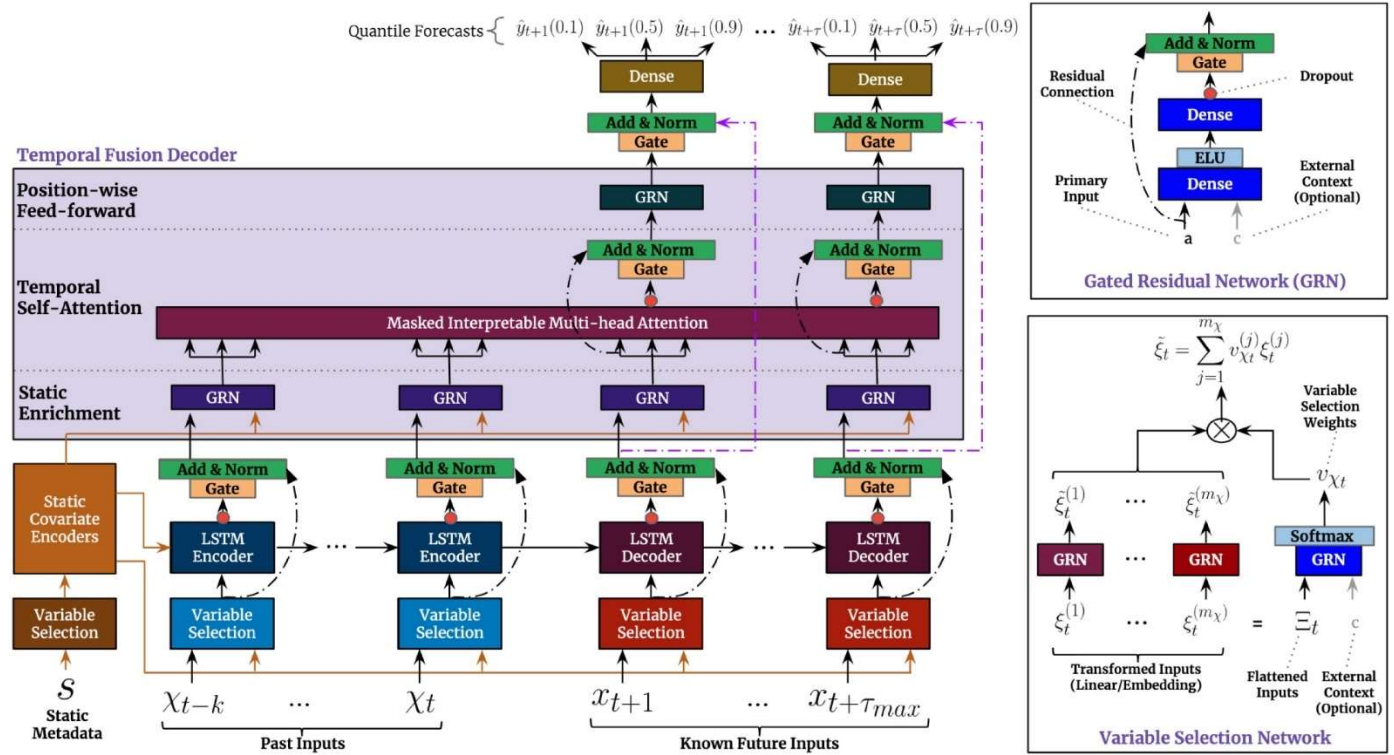 Quantile Forecasts
ŷt+1(0.1) ŷt+1(0.5) ŷt+1(0.9) ... ŷt+τ(0.1) ŷt+τ(0.5) ŷt+τ(0.9)
Dense Dense
Add & Norm Add & Norm
Gate Gate
Temporal Fusion Decoder
Position-wise
Feed-forward
GRN GRN
Add & Norm Add & Norm
Gate Gate
Temporal
Self-Attention
Masked Interpretable Multi-head Attention
Static
Enrichment
GRN GRN GRN GRN
Add & Norm Add & Norm Add & Norm Add & Norm
Gate Gate Gate Gate
Static
Covariate
Encoders
LSTM
Encoder
...
LSTM
Encoder
LSTM
Decoder
...
LSTM
Decoder
Variable
Selection
Variable
Selection
Variable
Selection
Variable
Selection
Variable
Selection
s
Static
Metadata
χt−k ... χt
Past Inputs
xt+1 ... xt+τmax
Known Future Inputs
Add & Norm
Gate
Residual
Connection
Dropout
Dense
ELU
Dense
Primary
Input
External
Context
(Optional)
a c
Gated Residual Network (GRN)
ξ̃t = ∑j=1mχ vχt(j) ξt(j)
Variable
Selection
Weights
⊗
vχt
ξ̃t(1) ... ξ̃t(mχ)
Softmax
GRN ... GRN GRN
ξt(1) ... ξt(mχ) = Ξt c
Transformed Inputs
(Linear/Embedding)
Flattened
Inputs
External
Context
(Optional)
Variable Selection Network